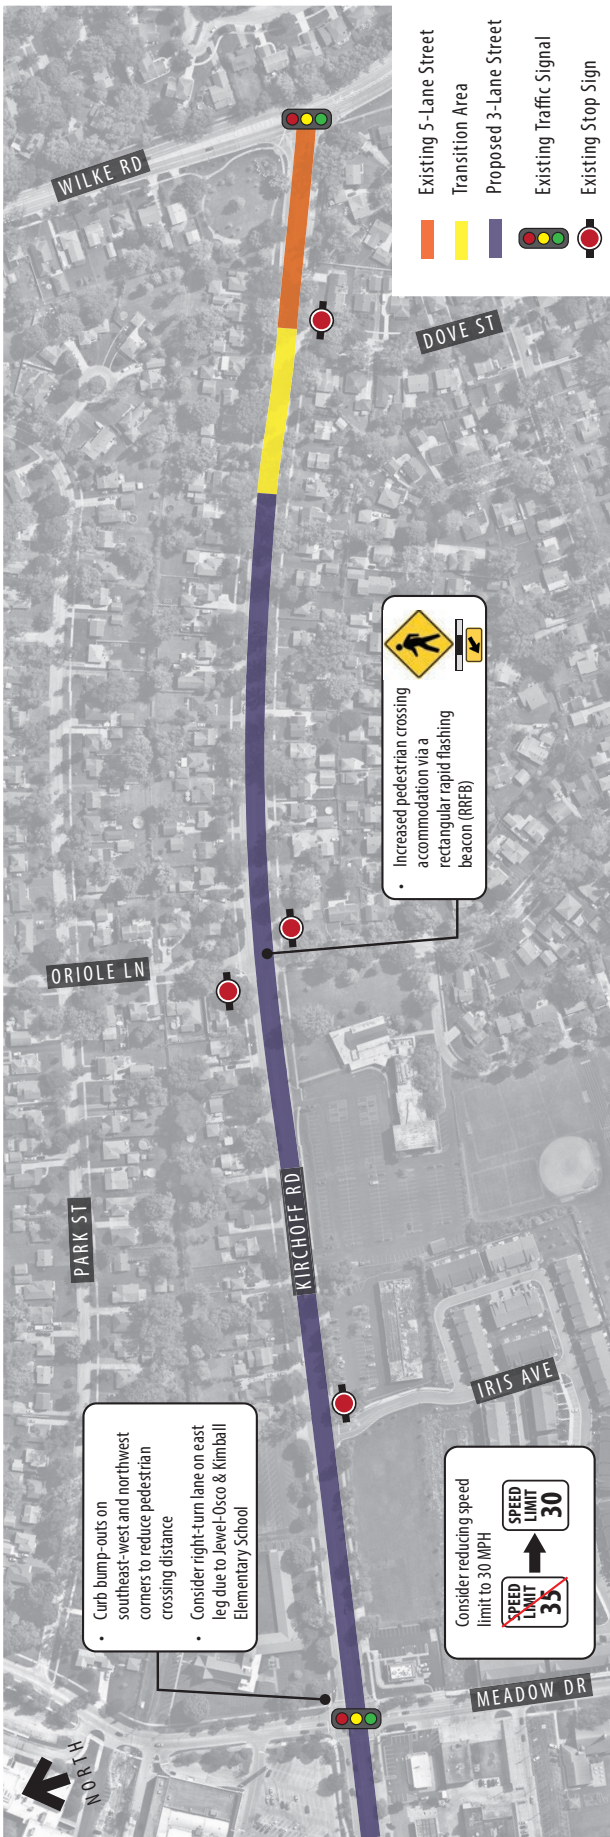 WILKE RD
Existing 5-Lane Street
Transition Area
Proposed 3-Lane Street
Existing Traffic Signal
Existing Stop Sign
DOVE ST
• Increased pedestrian crossing
accommodation via a
rectangular rapid flashing
beacon (RRFB)
ORIOLE LN
PARK ST
KIRCHOFF RD
IRIS AVE
• Curb bump-outs on
southeast-west and northwest
corners to reduce pedestrian
crossing distance
• Consider right-turn lane on east
leg due to Jewel-Osco & Kimball
Elementary School
Consider reducing speed
limit to 30 MPH
SPEED
LIMIT
35
SPEED
LIMIT
30
MEADOW DR
NORTH